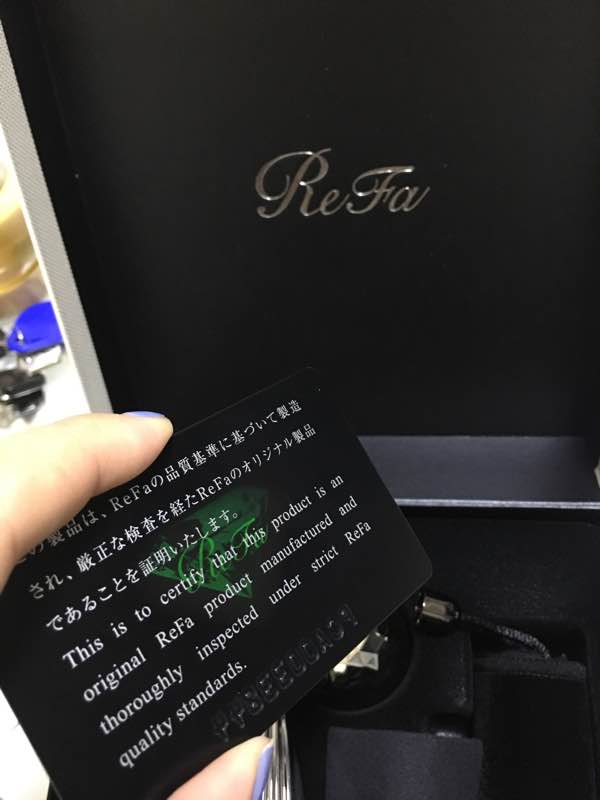 ReFa
製品は、ReFaの品質基準に基づいて製造
され、厳正な検査を経たReFaのオリジナル製品
であることを証明いたします。
ReFa
This is to certify that this product is an
original ReFa product manufactured and
thoroughly inspected under strict ReFa
quality standards.